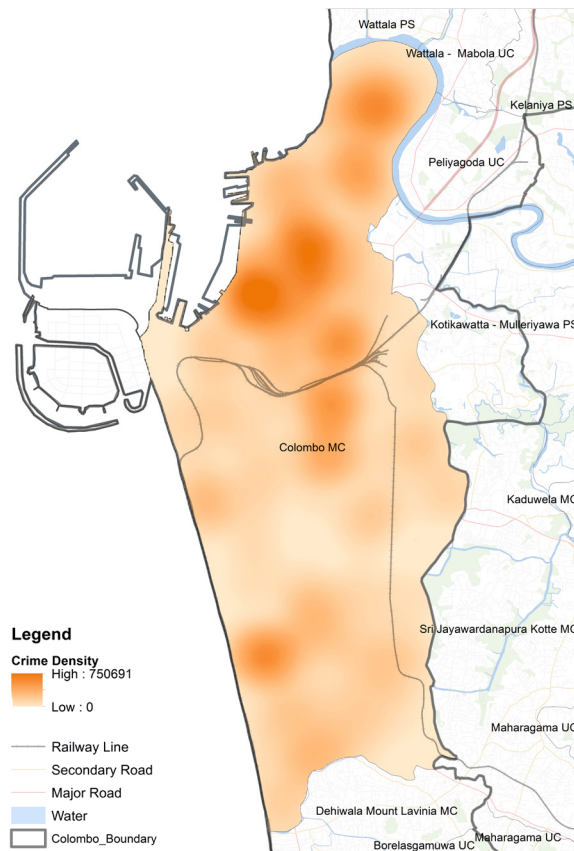 Wattala PS
Wattala - Mabola UC
Kelaniya PS
Peliyagoda UC
Kotikawatta - Mulleriyawa PS
Colombo MC
Kaduwela MC
Sri Jayawardanapura Kotte MC
Maharagama UC
Dehiwala Mount Lavinia MC
Maharagama UC
Borelasgamuwa UC
Legend
Crime Density
High : 750691
Low : 0
Railway Line
Secondary Road
Major Road
Water
Colombo_Boundary